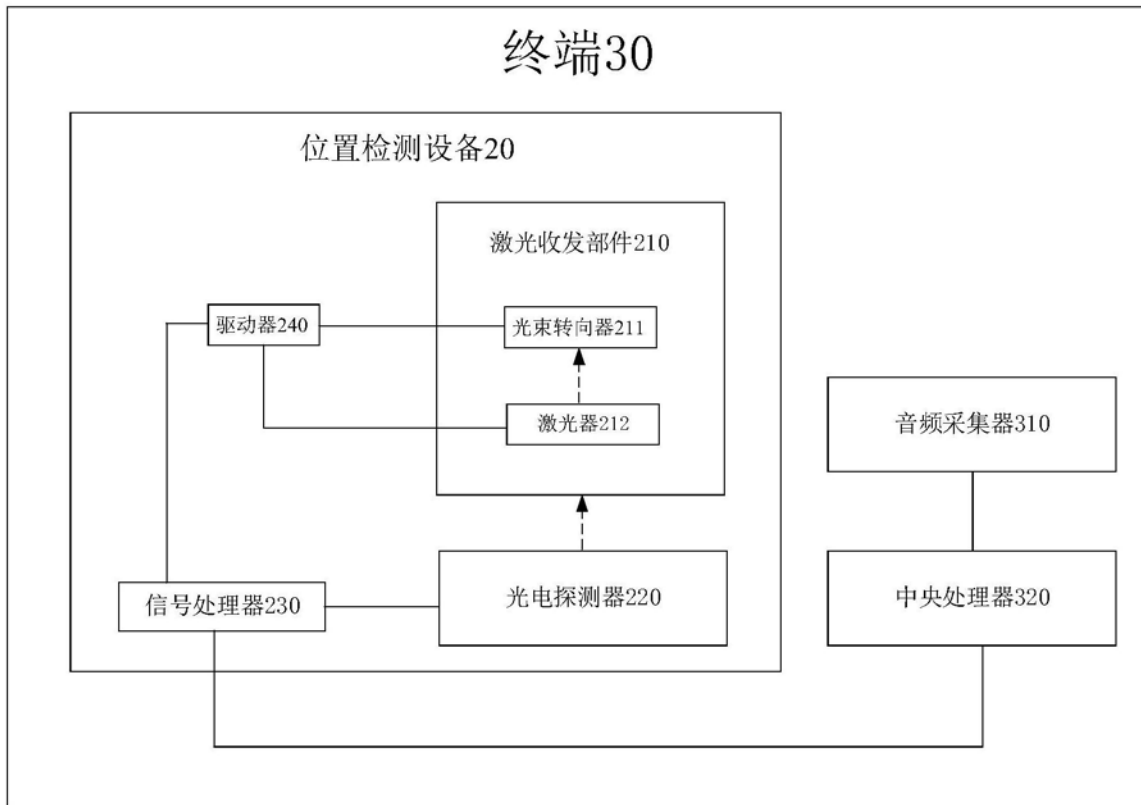 终端30
位置检测设备20
激光收发部件210
驱动器240
光束转向器211
激光器212
音频采集器310
信号处理器230
光电探测器220
中央处理器320